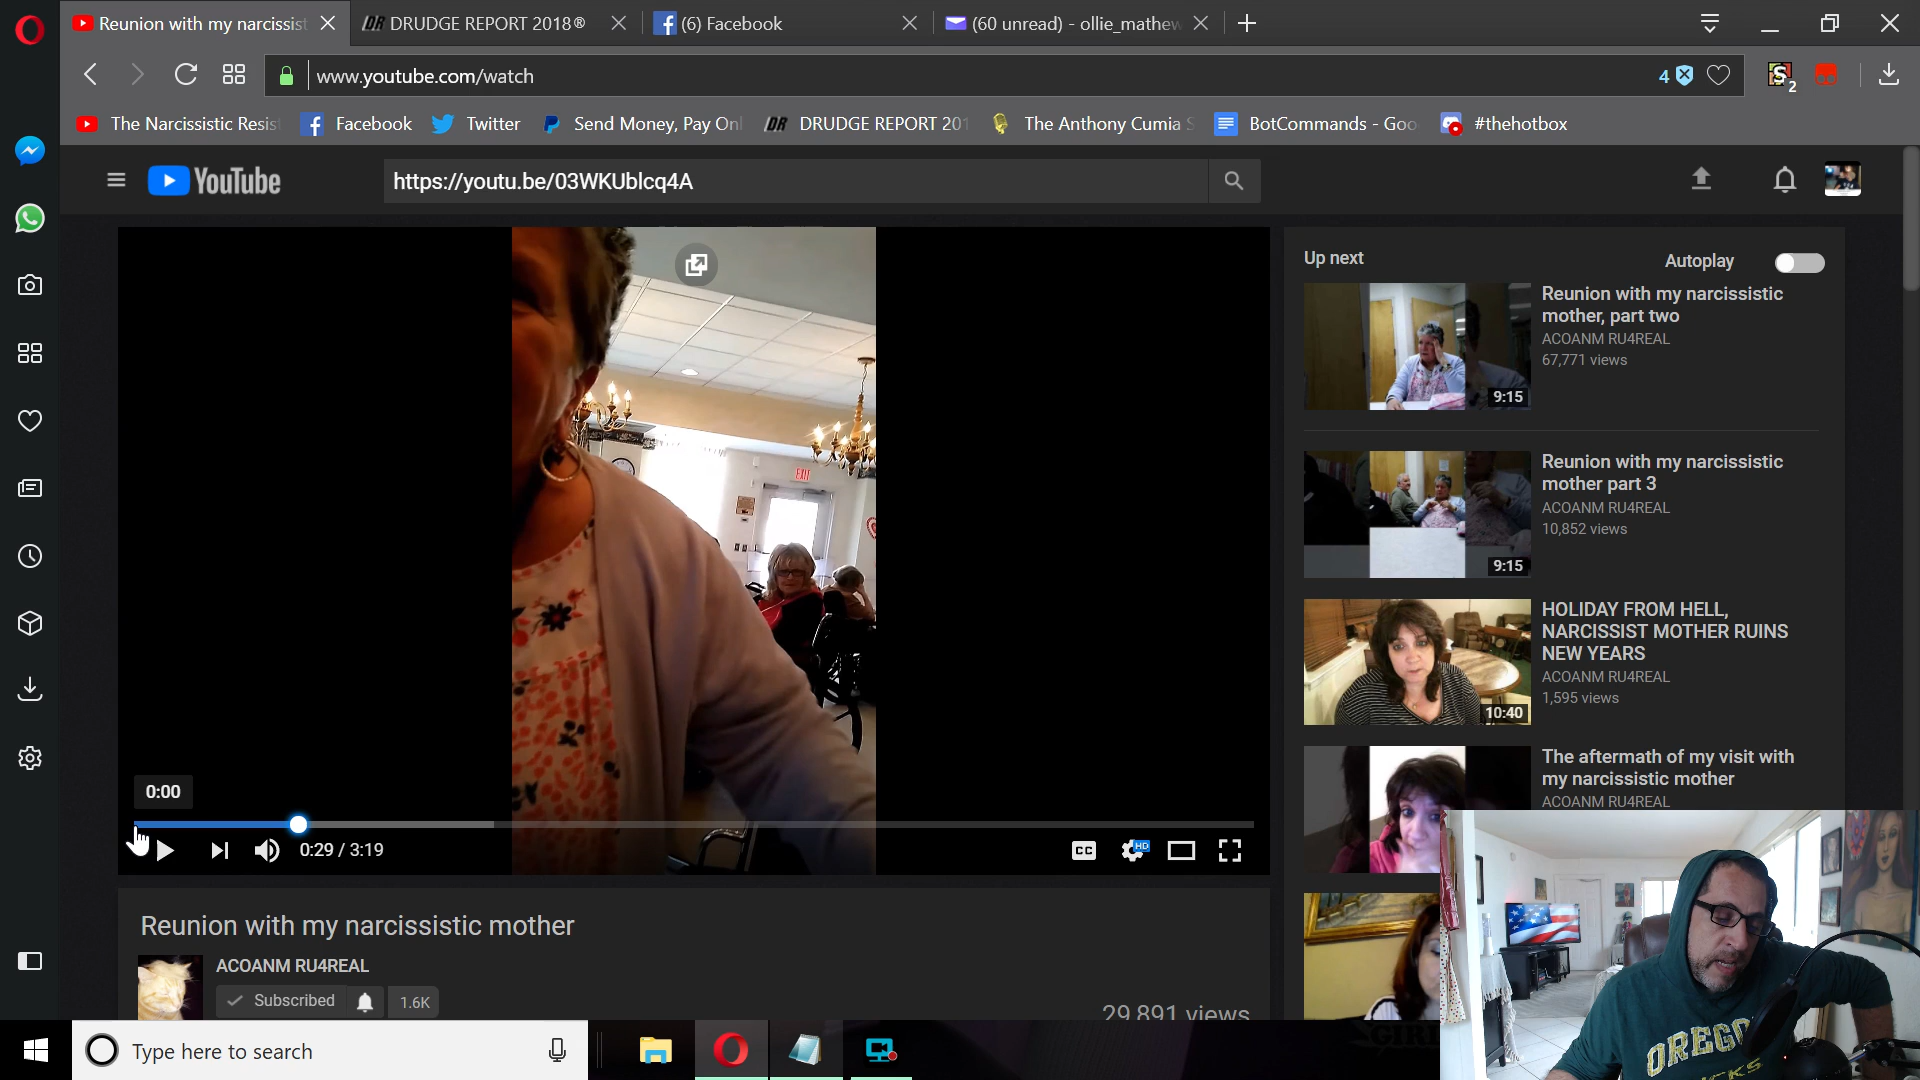 Reunion with my narcissist
DRUDGE REPORT 2018®
(6) Facebook
(60 unread) - ollie_mathew
www.youtube.com/watch
4
2
The Narcissistic Resis
Facebook
Twitter
Send Money, Pay Onl
DRUDGE REPORT 201
The Anthony Cumia S
BotCommands - Goo
#thehotbox
YouTube
https://youtu.be/03WKUblcq4A
Up next
Autoplay
Reunion with my narcissistic
mother, part two
ACOANM RU4REAL
67,771 views
9:15
Reunion with my narcissistic
mother part 3
ACOANM RU4REAL
10,852 views
9:15
HOLIDAY FROM HELL,
NARCISSIST MOTHER RUINS
NEW YEARS
ACOANM RU4REAL
1,595 views
10:40
The aftermath of my visit with
my narcissistic mother
ACOANM RU4REAL
EXIT
0:00
0:29 / 3:19
CC
HD
Reunion with my narcissistic mother
ACOANM RU4REAL
Subscribed
1.6K
29,891 views
Type here to search
OREGO
CKS